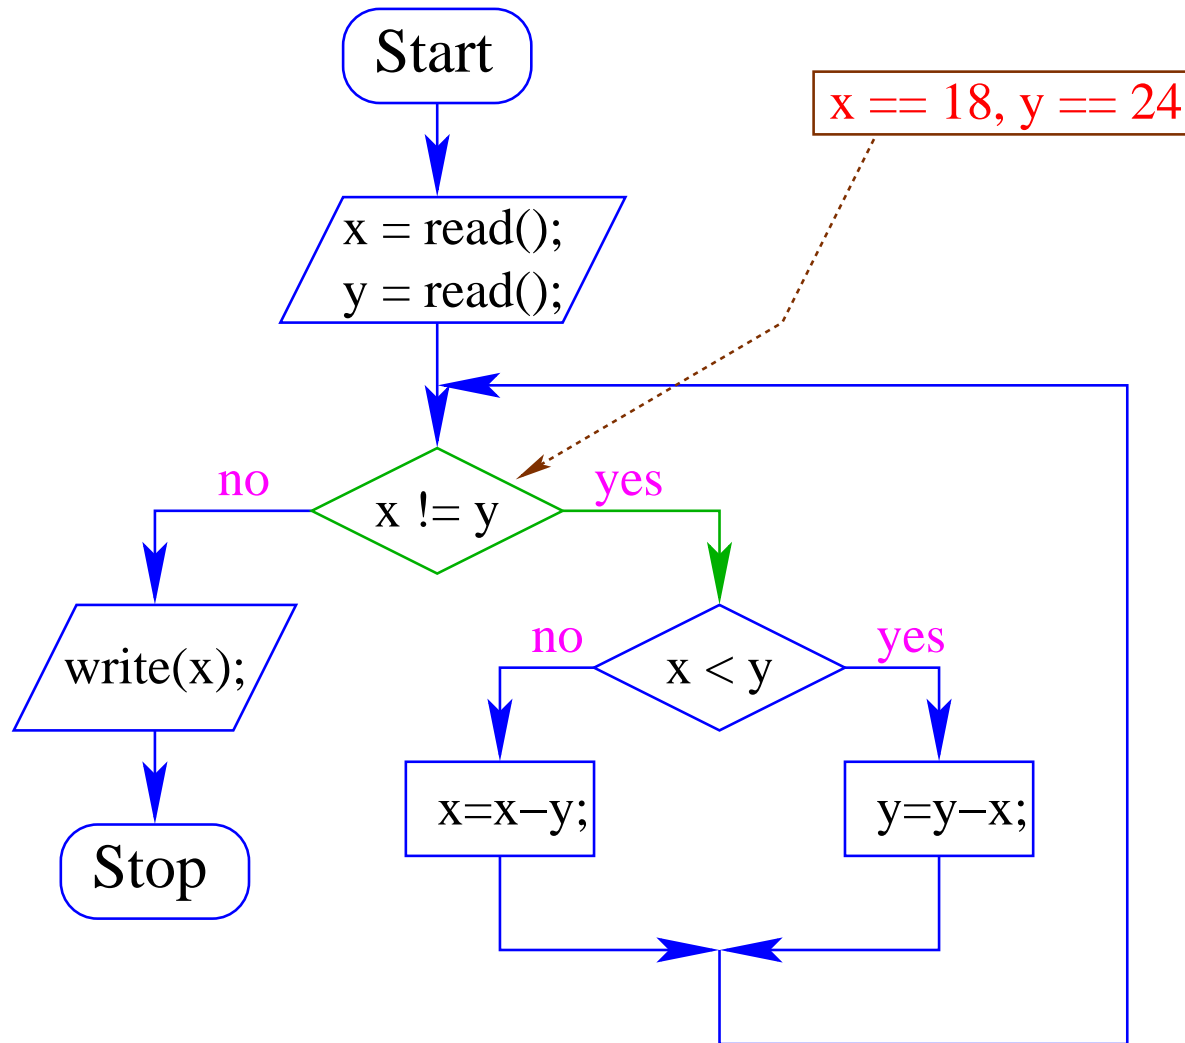 Start
x == 18, y == 24
x = read();
y = read();
no
yes
x != y
no
yes
write(x);
x < y
x=x−y;
y=y−x;
Stop